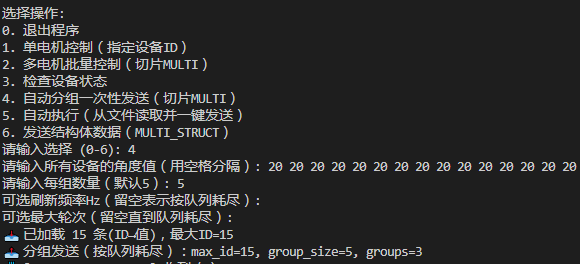 选择操作:
0. 退出程序
1. 单电机控制（指定设备ID）
2. 多电机批量控制（切片MULTI）
3. 检查设备状态
4. 自动分组一次性发送（切片MULTI）
5. 自动执行（从文件读取并一键发送）
6. 发送结构体数据（MULTI_STRUCT）
请输入选择 (0-6): 4
请输入所有设备的角度值（用空格分隔）: 20 20 20 20 20 20 20 20 20 20 20 20 20 20 20
请输入每组数量（默认5）: 5
可选刷新频率Hz（留空表示按队列耗尽）:
可选最大轮次（留空直到队列耗尽）:
已加载 15 条(ID→值)，最大ID=15
分组发送（按队列耗尽）：max_id=15, group_size=5, groups=3